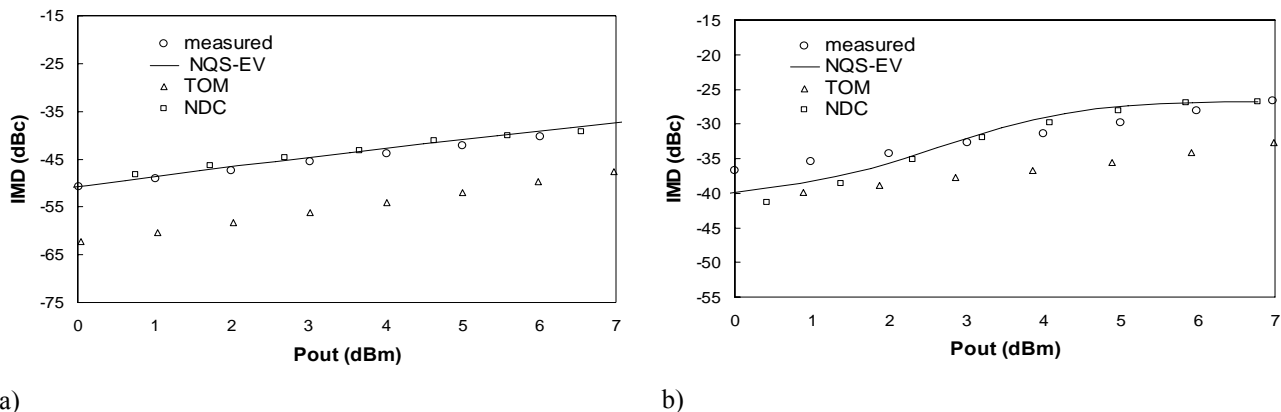 -15
-25
-35
-45
-55
-65
-75
IMD (dBc)
measured
NQS-EV
TOM
NDC
0 1 2 3 4 5 6 7
Pout (dBm)
a)
-15
-20
-25
-30
-35
-40
-45
-50
-55
IMD (dBc)
measured
NQS-EV
TOM
NDC
0 1 2 3 4 5 6 7
Pout (dBm)
b)